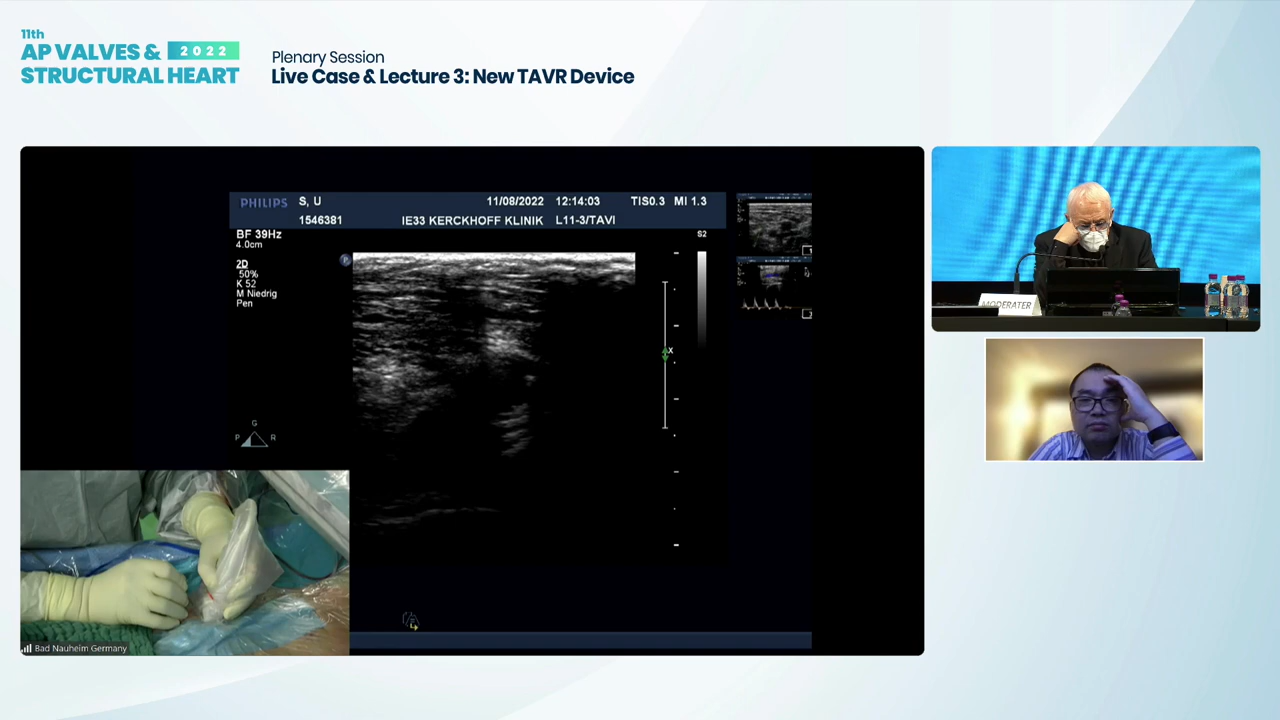 11th
AP VALVES & 2022
STRUCTURAL HEART
Plenary Session
Live Case & Lecture 3: New TAVR Device
PHILIPS S, U 11/08/2022 12:14:03 TIS0.3 MI 1.3
1546381 IE33 KERCKHOFF KLINIK L11-3/TAVI
BF 39Hz
4.0cm
S2
2D
50%
K 52
M Niedrig
Pen
P
X
G
P R
MODERATER
Bad Nauheim Germany